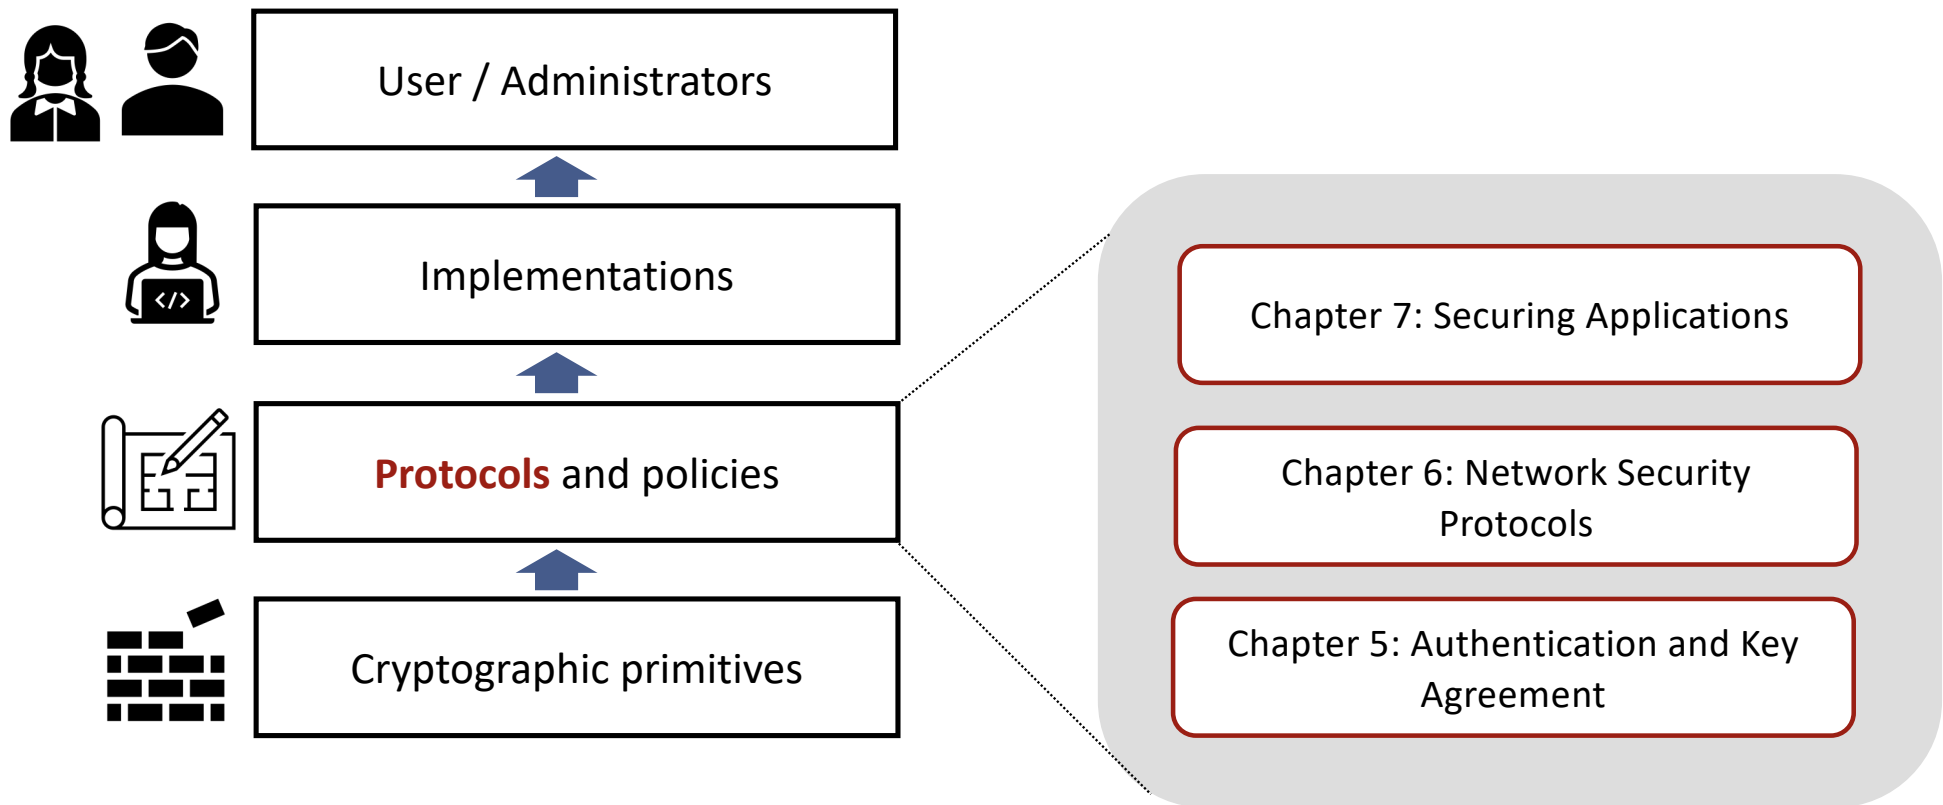 User / Administrators
Implementations
</>
Protocols and policies
Cryptographic primitives
Chapter 7: Securing Applications
Chapter 6: Network Security
Protocols
Chapter 5: Authentication and Key
Agreement